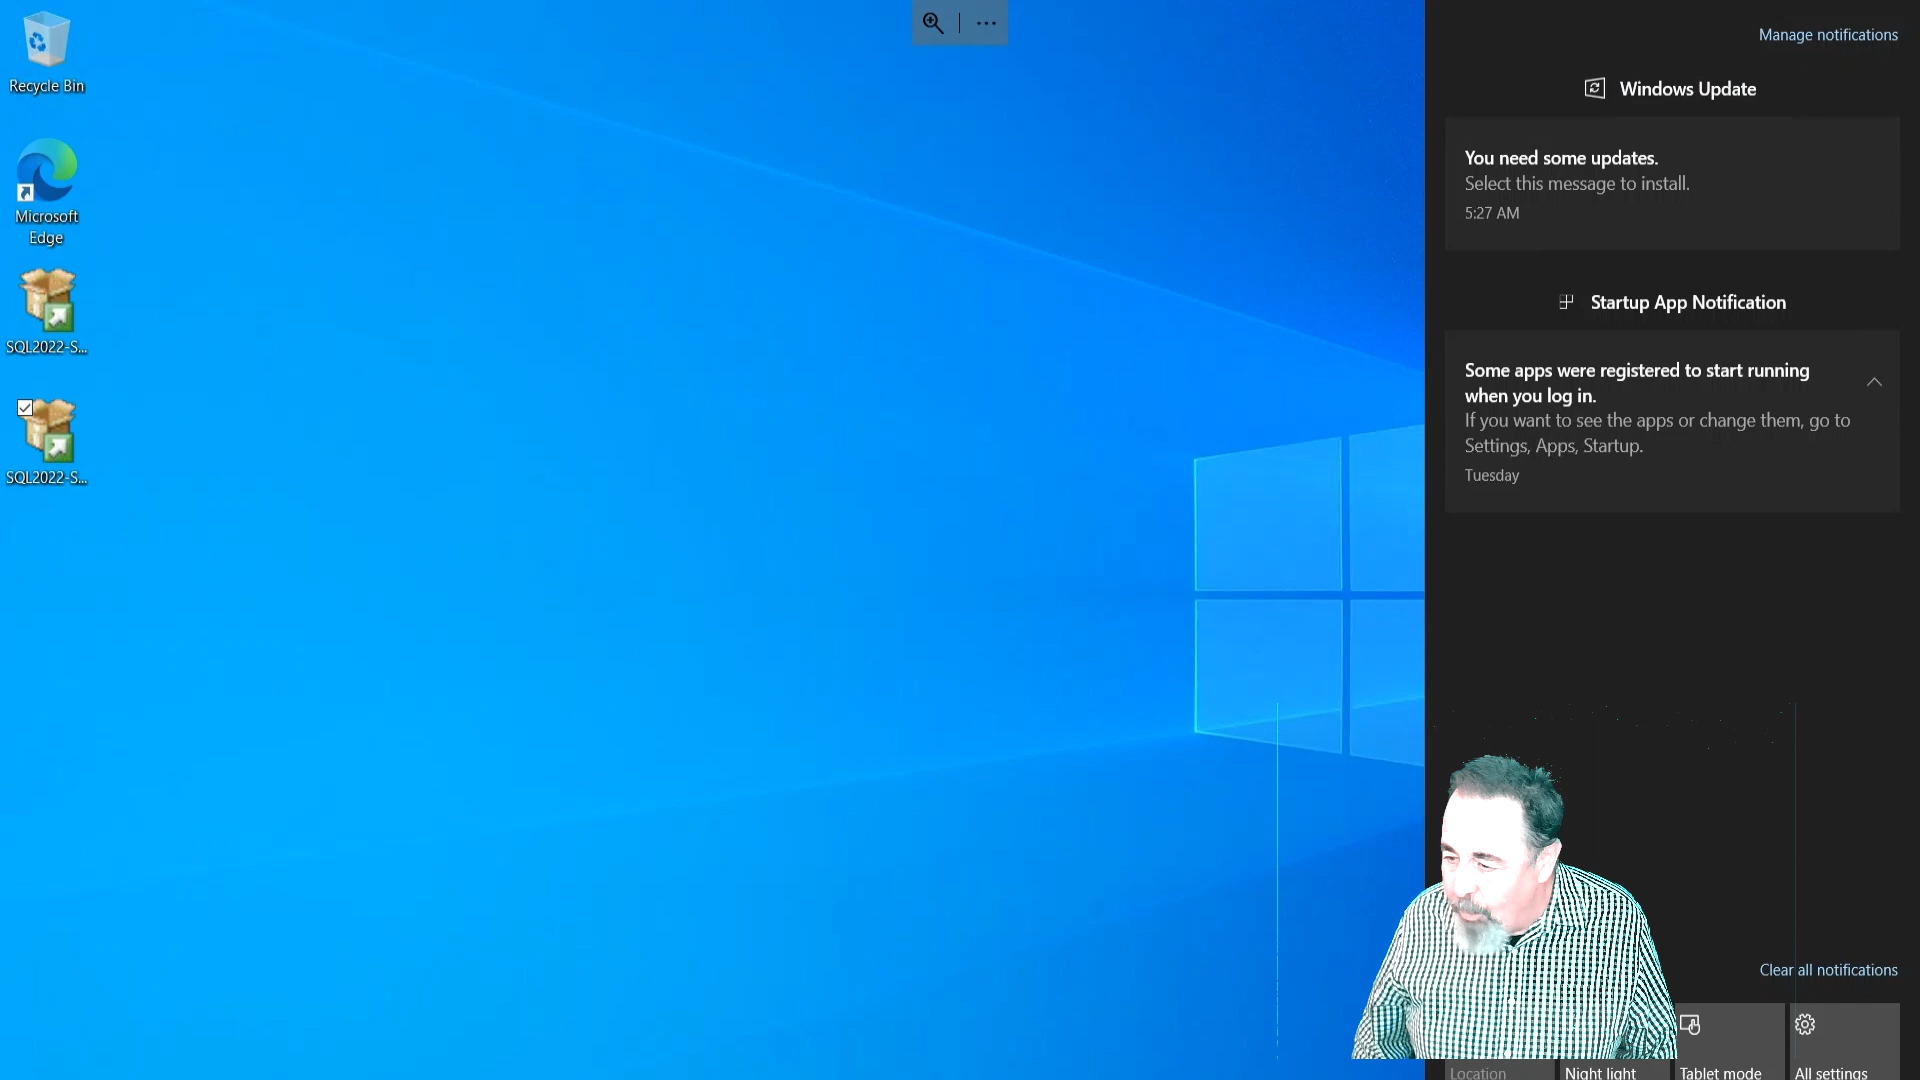 Recycle Bin
Microsoft
Edge
SQL2022-S...
SQL2022-S...
Manage notifications
Windows Update
You need some updates.
Select this message to install.
5:27 AM
Startup App Notification
Some apps were registered to start running
when you log in.
If you want to see the apps or change them, go to
Settings, Apps, Startup.
Tuesday
Clear all notifications
Location
Night light
Tablet mode
All settings